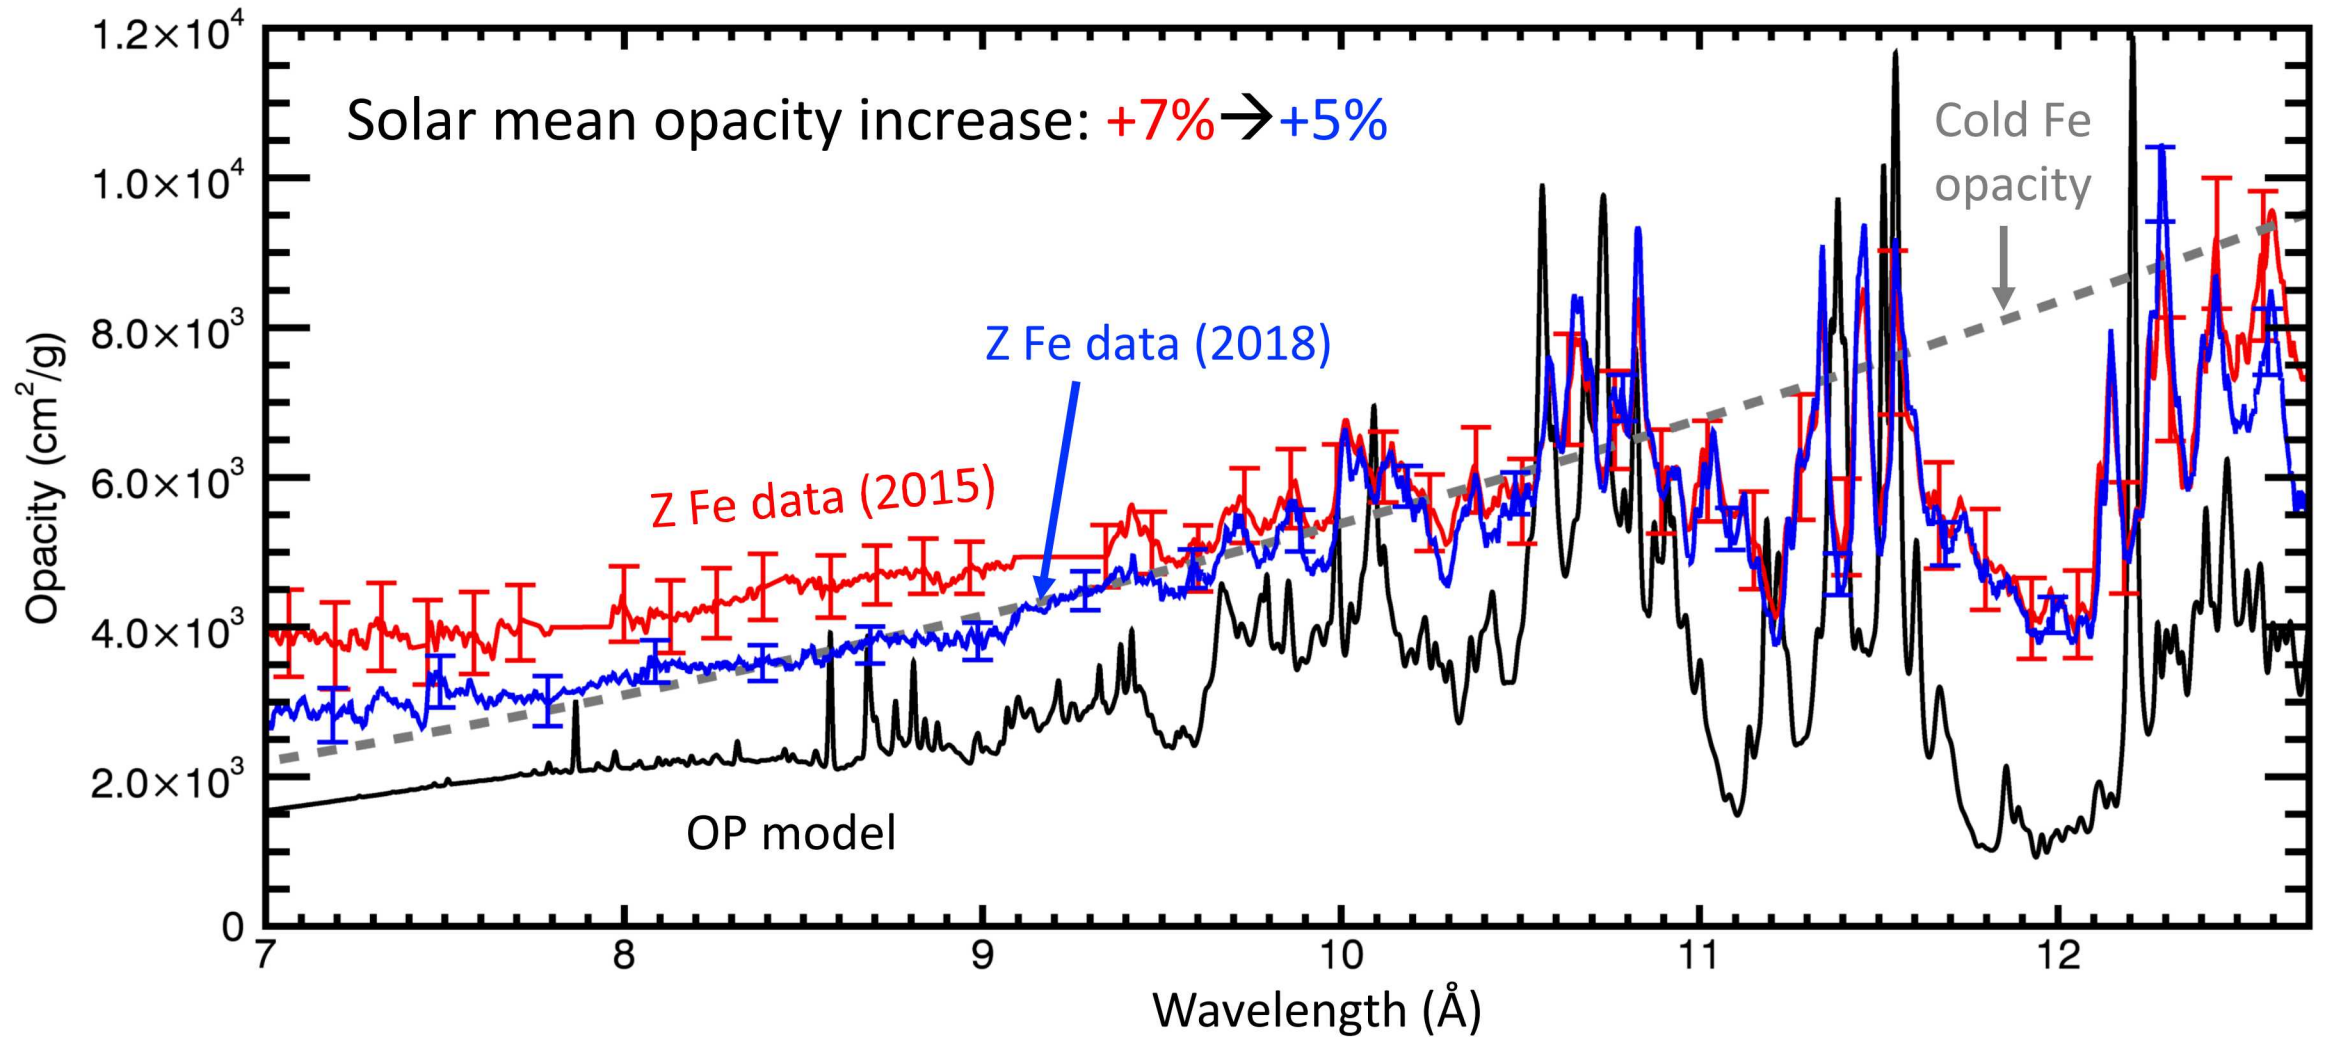 1.2×10⁴
Solar mean opacity increase: +7%→+5%
Cold Fe
opacity
1.0×10⁴
8.0×10³
Z Fe data (2018)
6.0×10³
Z Fe data (2015)
4.0×10³
2.0×10³
OP model
0
Opacity (cm²/g)
7 8 9 10 11 12
Wavelength (Å)